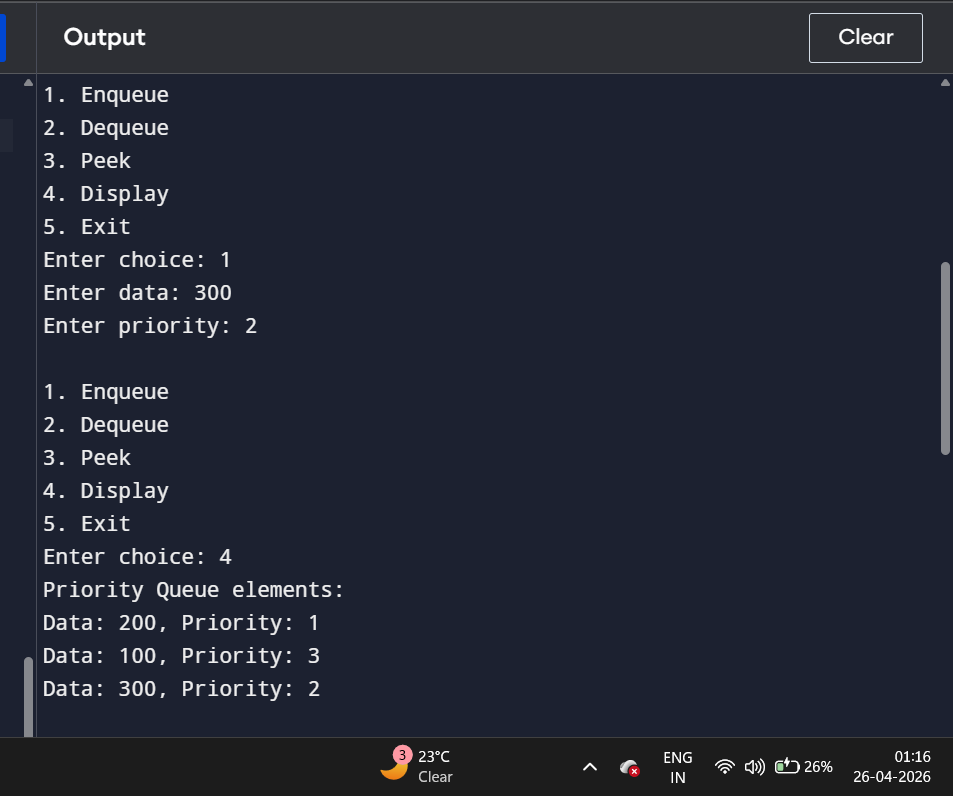 Output
Clear
1. Enqueue
2. Dequeue
3. Peek
4. Display
5. Exit
Enter choice: 1
Enter data: 300
Enter priority: 2
1. Enqueue
2. Dequeue
3. Peek
4. Display
5. Exit
Enter choice: 4
Priority Queue elements:
Data: 200, Priority: 1
Data: 100, Priority: 3
Data: 300, Priority: 2
3
23°C
Clear
ENG
IN
26%
01:16
26-04-2026